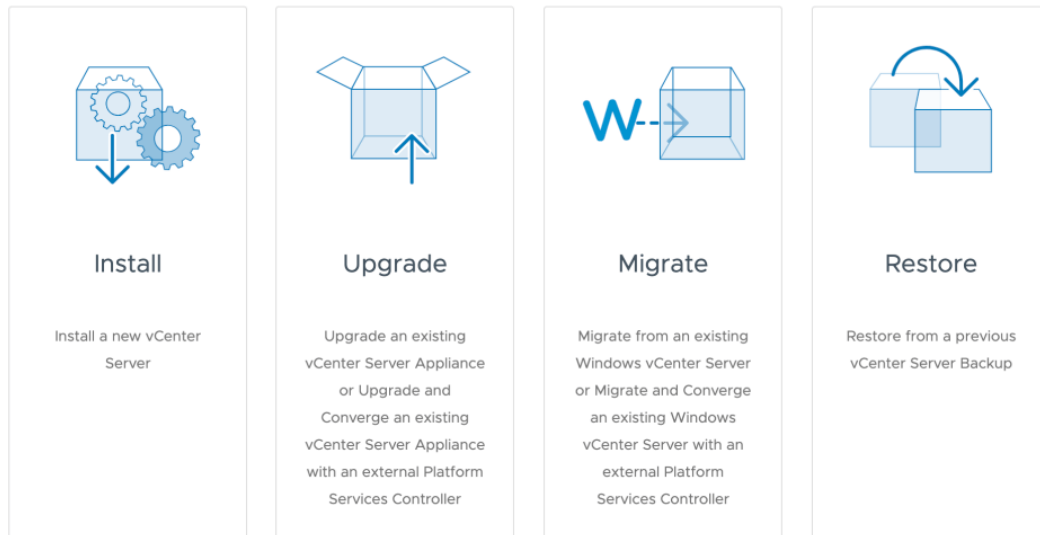 W
Install
Install a new vCenter
Server
Upgrade
Upgrade an existing
vCenter Server Appliance
or Upgrade and
Converge an existing
vCenter Server Appliance
with an external Platform
Services Controller
Migrate
Migrate from an existing
Windows vCenter Server
or Migrate and Converge
an existing Windows
vCenter Server with an
external Platform
Services Controller
Restore
Restore from a previous
vCenter Server Backup